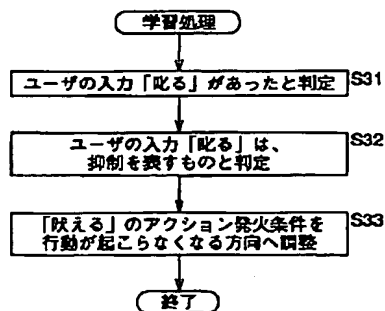 学習処理
ユーザの入力「叱る」があったと判定
S31
ユーザの入力「叱る」は、
抑制を表すものと判定
S32
「吠える」のアクション発火条件を
行動が起こらなくなる方向へ調整
S33
終了